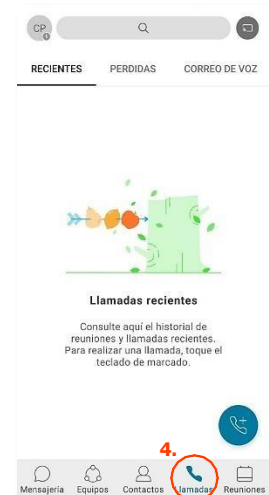 CP
RECIENTES PERDIDAS CORREO DE VOZ
Llamadas recientes
Consulte aquí el historial de
reuniones y llamadas recientes.
Para realizar una llamada, toque el
teclado de marcado.
4.
Mensajería Equipos Contactos Llamadas Reuniones